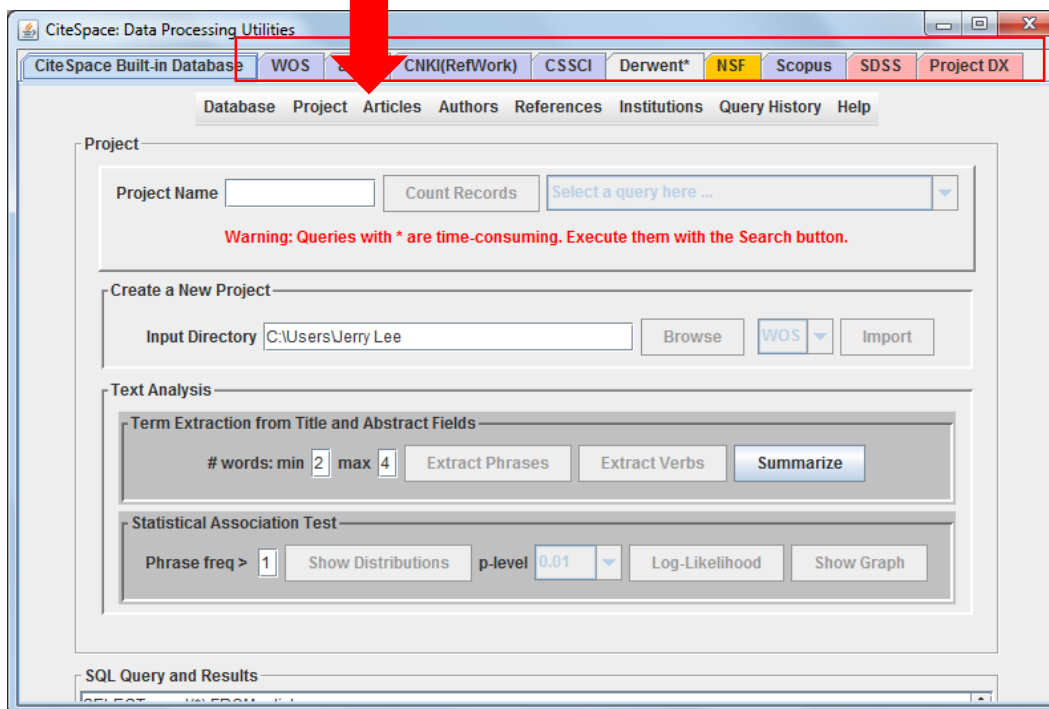 CiteSpace: Data Processing Utilities
CiteSpace Built-in Database WOS CNKI(RefWork) CSSCI Derwent* NSF Scopus SDSS Project DX
Database Project Articles Authors References Institutions Query History Help
Project
Project Name Count Records Select a query here ...
Warning: Queries with * are time-consuming. Execute them with the Search button.
Create a New Project
Input Directory C:\Users\Jerry Lee Browse WOS Import
Text Analysis
Term Extraction from Title and Abstract Fields
# words: min 2 max 4 Extract Phrases Extract Verbs Summarize
Statistical Association Test
Phrase freq > 1 Show Distributions p-level 0.01 Log-Likelihood Show Graph
SQL Query and Results